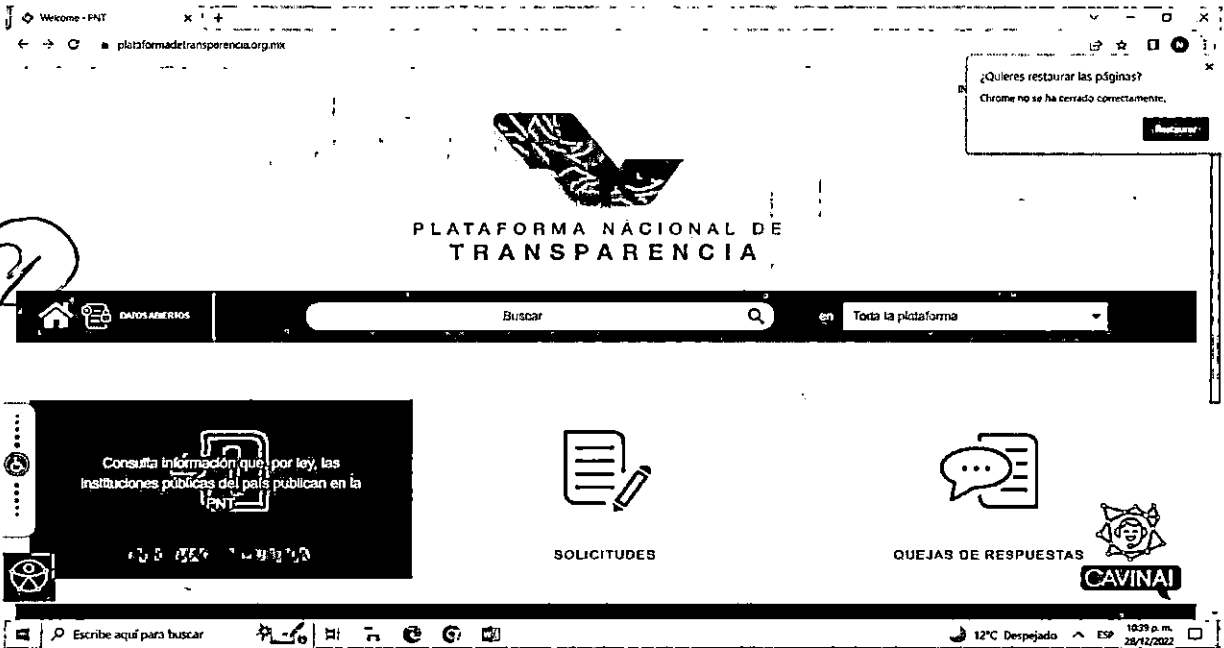 Welcome - PNT
plataformadetransparencia.org.mx
¿Quieres restaurar las páginas?
Chrome no se ha cerrado correctamente.
Restaurar
PLATAFORMA NACIONAL DE
TRANSPARENCIA
DATOS ABIERTOS
Buscar
en
Toda la plataforma
Consulta información que, por ley, las
instituciones públicas del país publican en la
PNT
SOLICITUDES
QUEJAS DE RESPUESTAS
CAVINAI
Escribe aquí para buscar
12°C Despejado
ESP
10:39 p. m.
28/12/2022